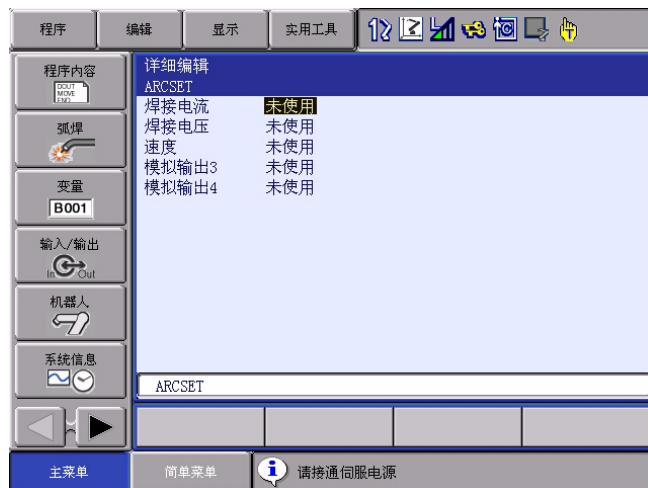 程序 编辑 显示 实用工具
程序内容
DOUT
MOVE
END
弧焊
变量
B001
输入/输出
In Out
机器人
系统信息
详细编辑
ARCSET
焊接电流 未使用
焊接电压 未使用
速度 未使用
模拟输出3 未使用
模拟输出4 未使用
ARCSET
主菜单 简单菜单 请接通伺服电源